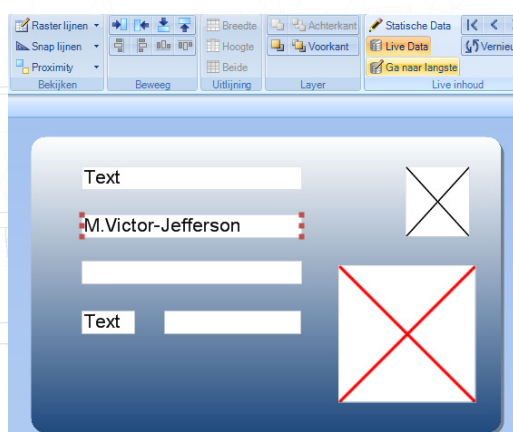 Raster lijnen
Breedte
Achterkant
Statische Data
Snap lijnen
Hoogte
Voorkant
Live Data
Proximity
Beide
Ga naar langste
Bekijken
Beweeg
Uitlijning
Layer
Live inhoud
Text
M.Victor-Jefferson
Text